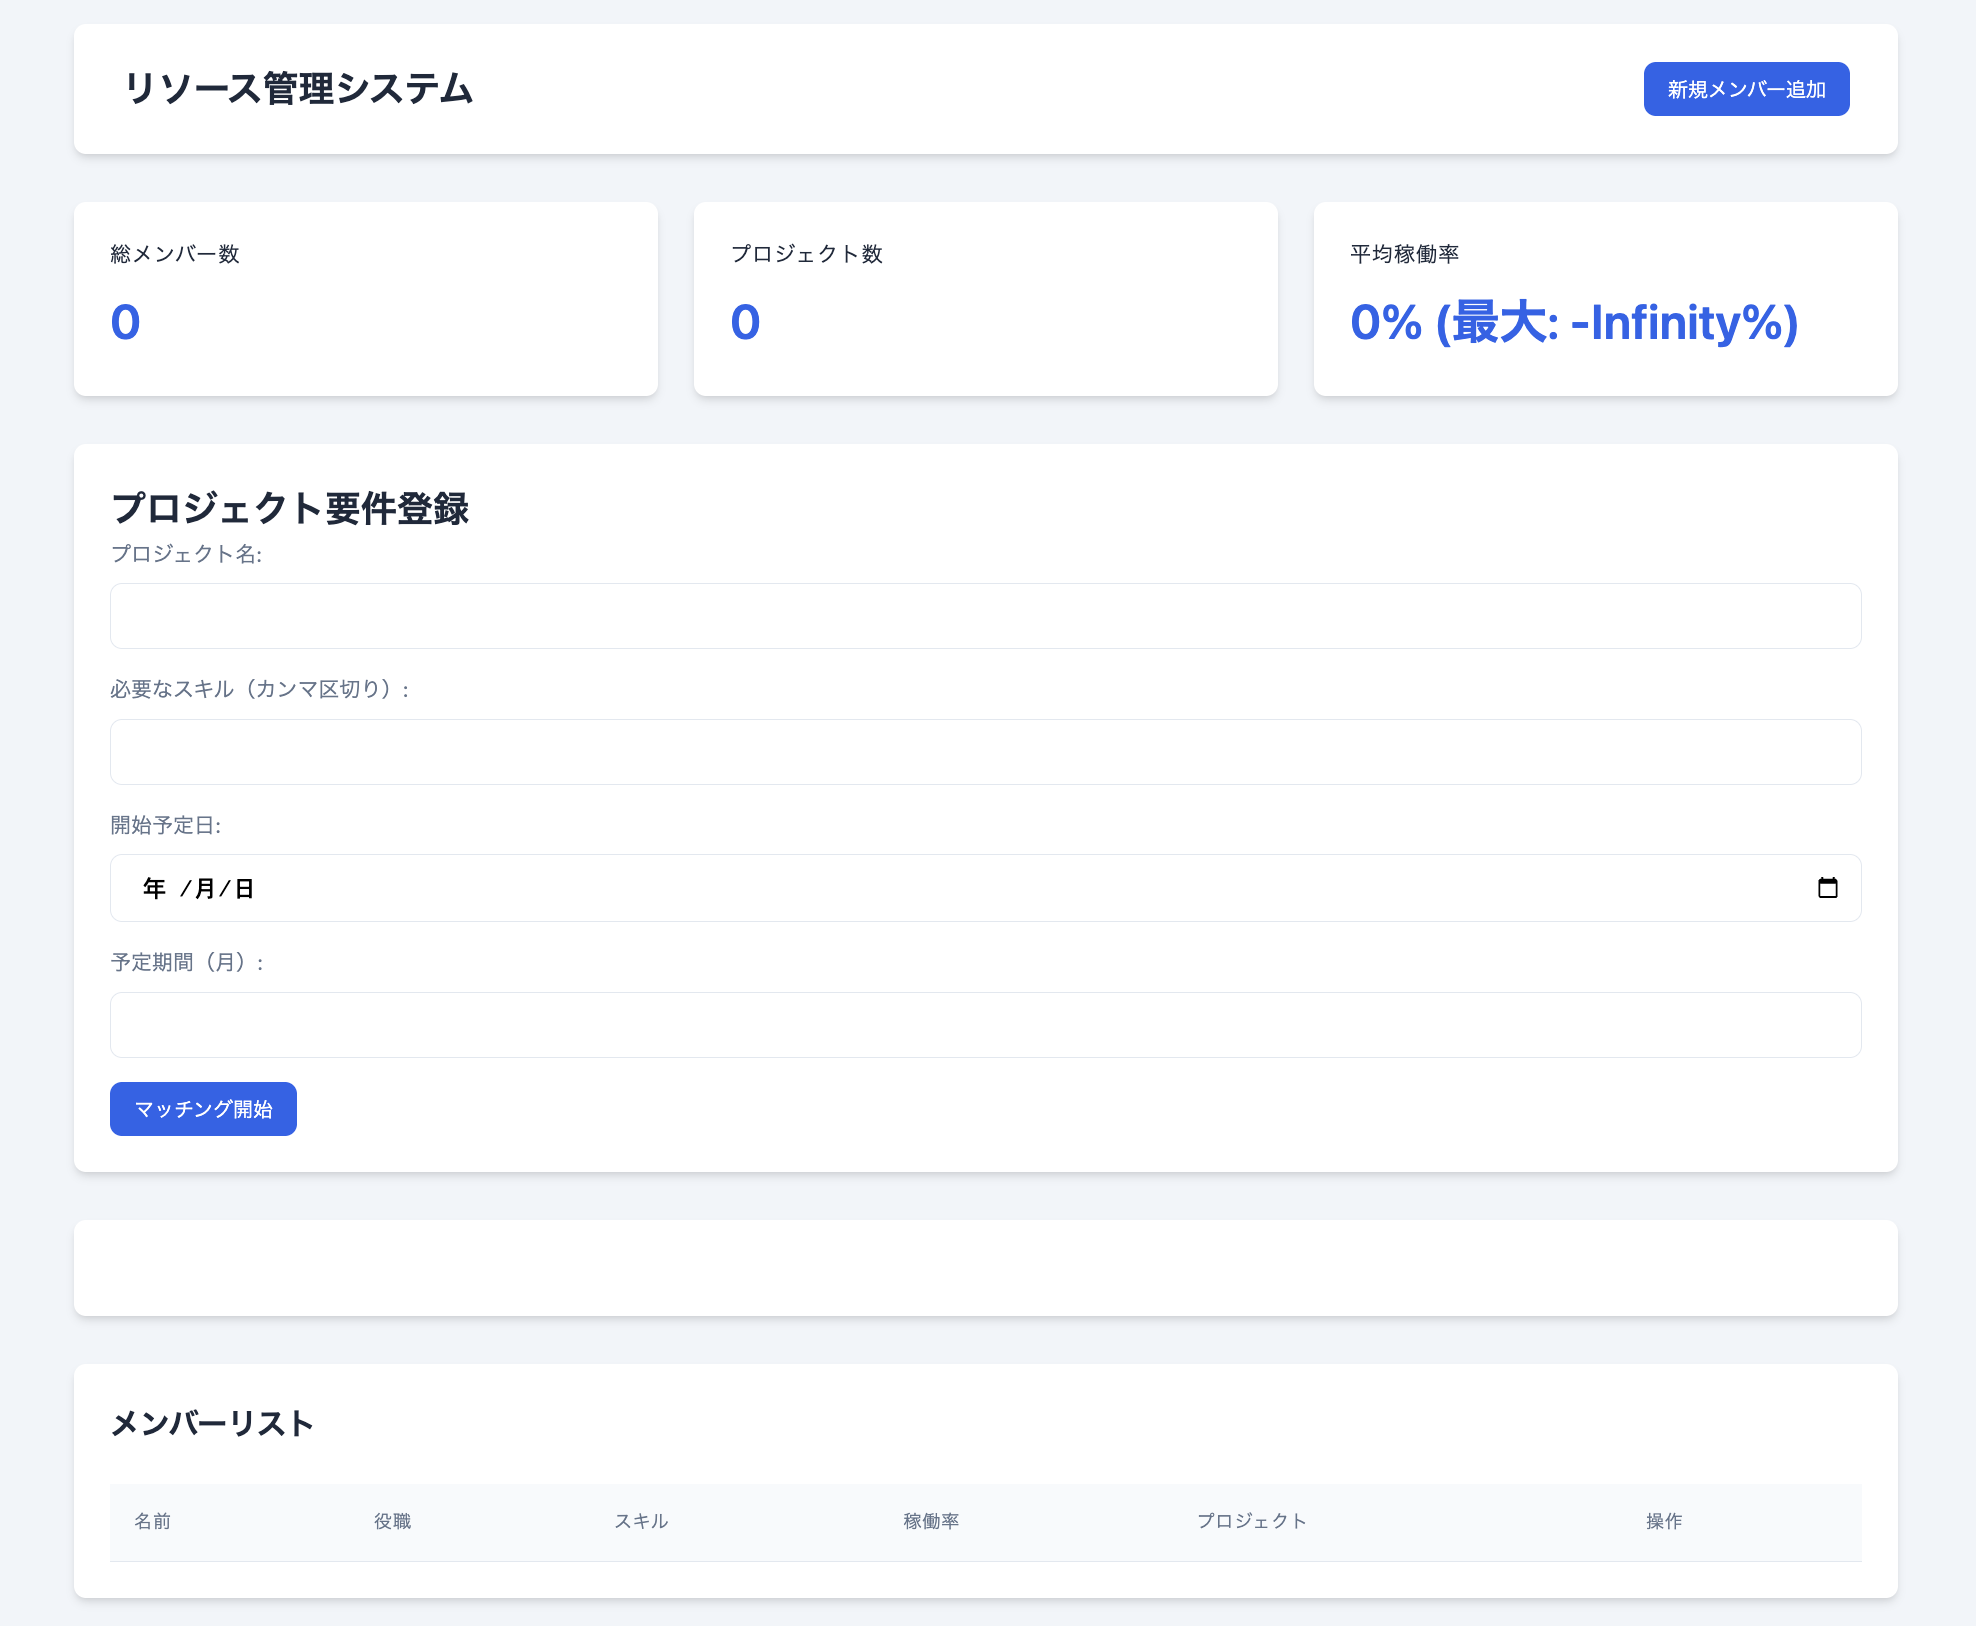 リソース管理システム
新規メンバー追加
総メンバー数
0
プロジェクト数
0
平均稼働率
0% (最大: -Infinity%)
プロジェクト要件登録
プロジェクト名:
必要なスキル（カンマ区切り）:
開始予定日:
年 /月/日
予定期間（月）:
マッチング開始
メンバーリスト
名前 役職 スキル 稼働率 プロジェクト 操作